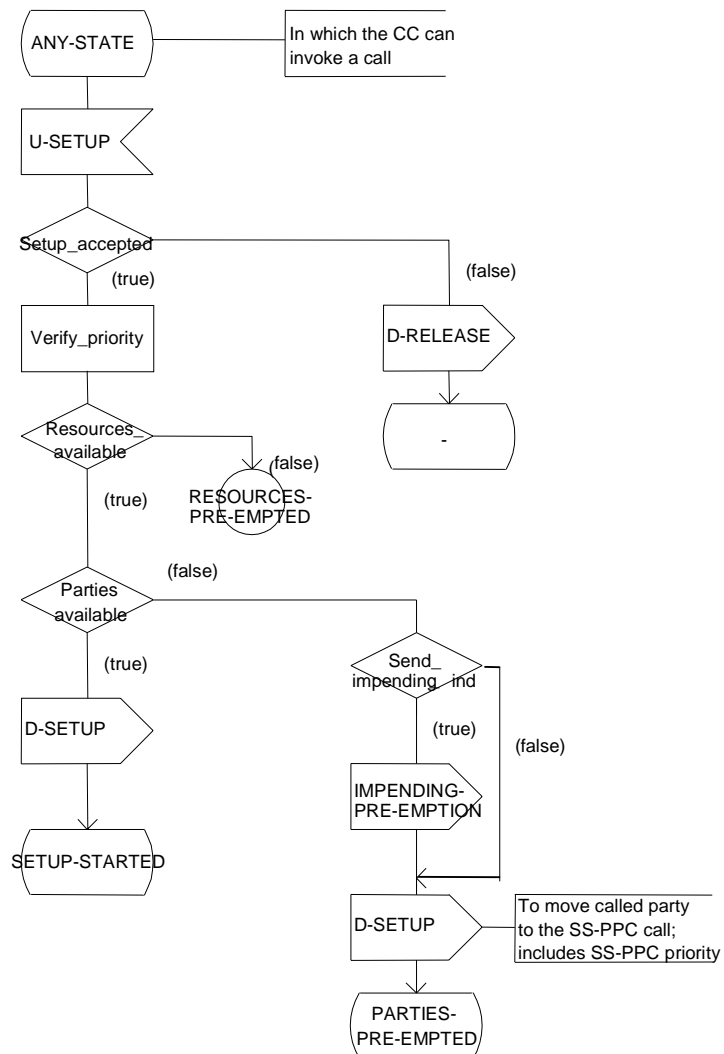 ANY-STATE
In which the CC can
invoke a call
U-SETUP
Setup_accepted
(true)
(false)
Verify_priority
D-RELEASE
-
Resources_
available
(false)
(true)
RESOURCES-
PRE-EMPTED
(false)
Parties
available
(true)
Send_
impending_ind
(true)
(false)
D-SETUP
IMPENDING-
PRE-EMPTION
SETUP-STARTED
D-SETUP
To move called party
to the SS-PPC call;
includes SS-PPC priority
PARTIES-
PRE-EMPTED